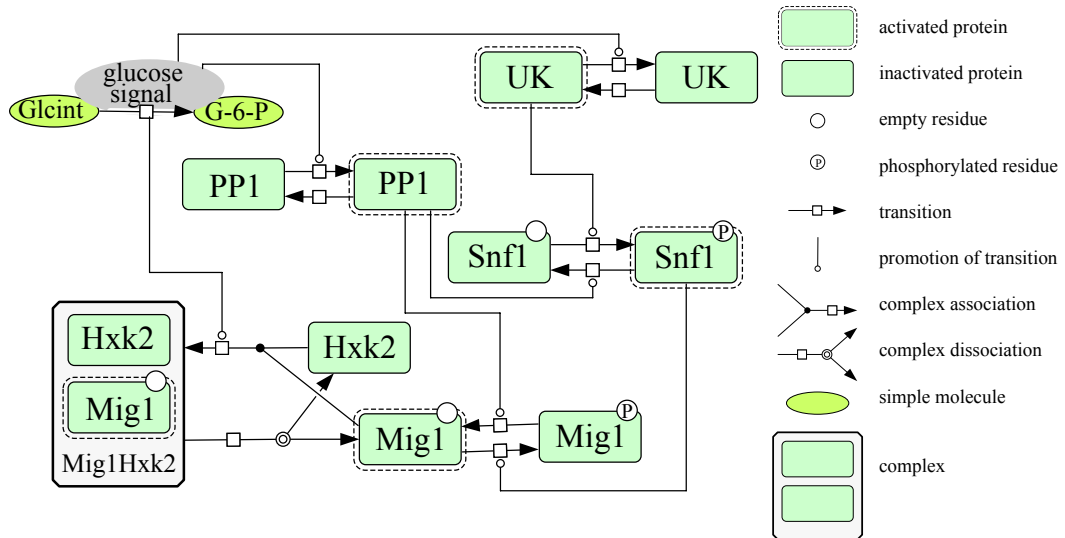 glucose
signal
Glcint
G-6-P
UK
UK
PP1
PP1
Snf1
Snf1
P
Hxk2
Mig1
Mig1Hxk2
Hxk2
Mig1
Mig1
P
activated protein
inactivated protein
empty residue
P
phosphorylated residue
transition
promotion of transition
complex association
complex dissociation
simple molecule
complex